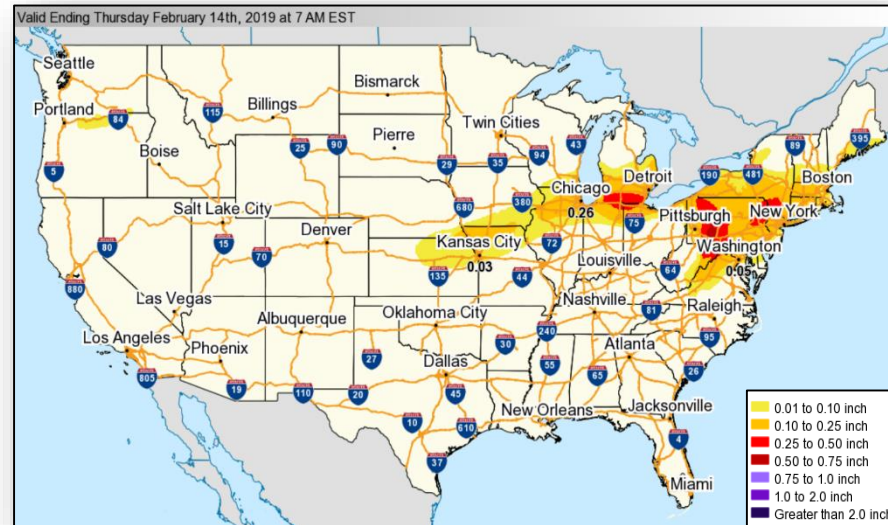 Valid Ending Thursday February 14th, 2019 at 7 AM EST
Seattle
Portland
84
115
Billings
Bismarck
Twin Cities
43
89
395
5
Boise
25
90
Pierre
29
35
94
Detroit
190
481
Boston
Salt Lake City
680
380
Chicago
0.26
75
Pittsburgh
New York
80
15
70
Denver
Kansas City
0.03
72
Louisville
64
Washington
0.05
880
Las Vegas
135
44
Nashville
81
Raleigh
Los Angeles
Albuquerque
Oklahoma City
240
95
805
Phoenix
27
30
Dallas
55
Atlanta
65
26
19
110
20
45
New Orleans
Jacksonville
10
610
4
37
Miami
0.01 to 0.10 inch
0.10 to 0.25 inch
0.25 to 0.50 inch
0.50 to 0.75 inch
0.75 to 1.0 inch
1.0 to 2.0 inch
Greater than 2.0 inch